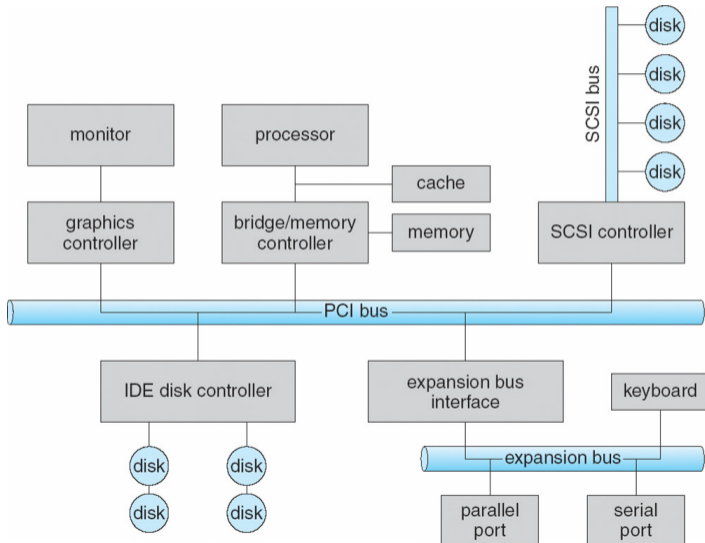 SCSI bus
disk
disk
disk
disk
monitor
processor
cache
graphics
controller
bridge/memory
controller
memory
SCSI controller
PCI bus
IDE disk controller
expansion bus
interface
keyboard
disk
disk
disk
disk
expansion bus
parallel
port
serial
port